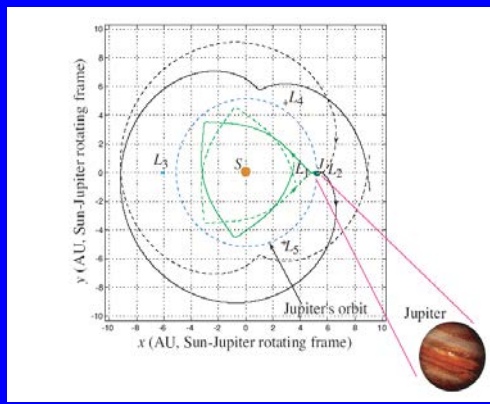 10
8
6
4
2
0
-2
-4
-6
-8
-10
y (AU, Sun-Jupiter rotating frame)
L4
L3
S
L1
J
L2
L5
Jupiter's orbit
-10 -8 -6 -4 -2 0 2 4 6 8 10
x (AU, Sun-Jupiter rotating frame)
Jupiter